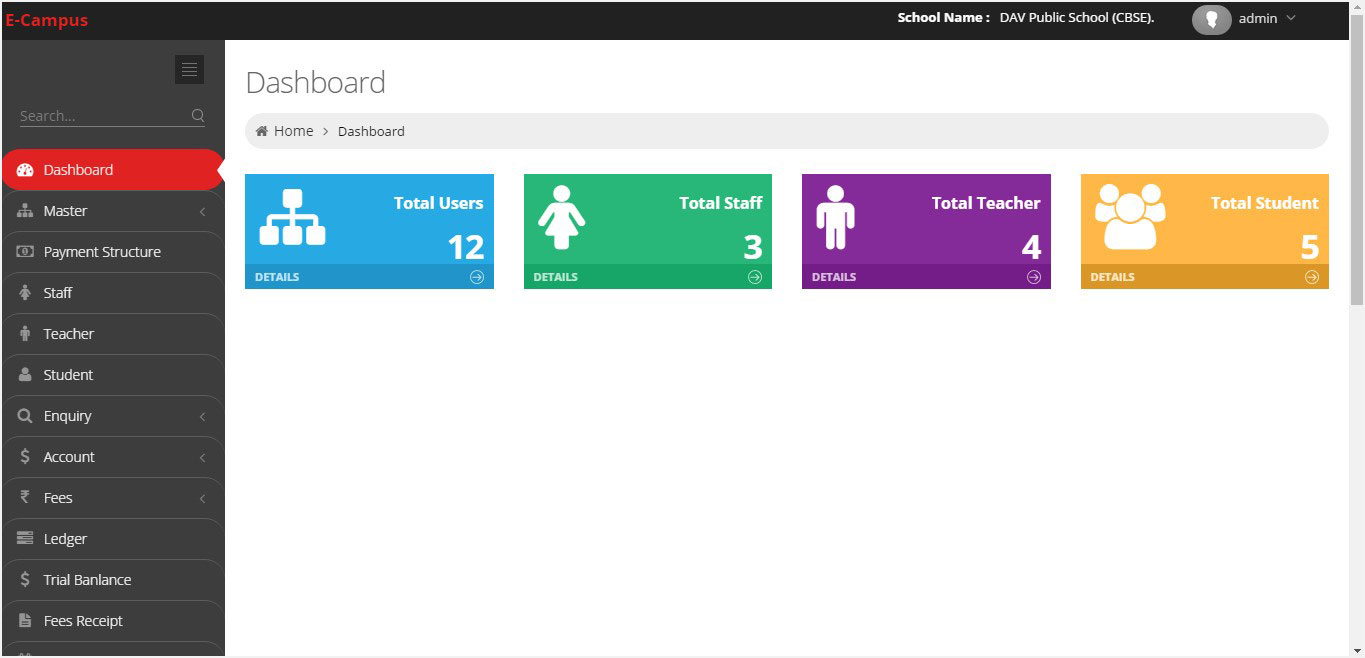 E-Campus
School Name : DAV Public School (CBSE).
admin
Search...
Dashboard
Master
Payment Structure
Staff
Teacher
Student
Enquiry
Account
Fees
Ledger
Trial Banlance
Fees Receipt
Dashboard
Home > Dashboard
Total Users
12
DETAILS
Total Staff
3
DETAILS
Total Teacher
4
DETAILS
Total Student
5
DETAILS